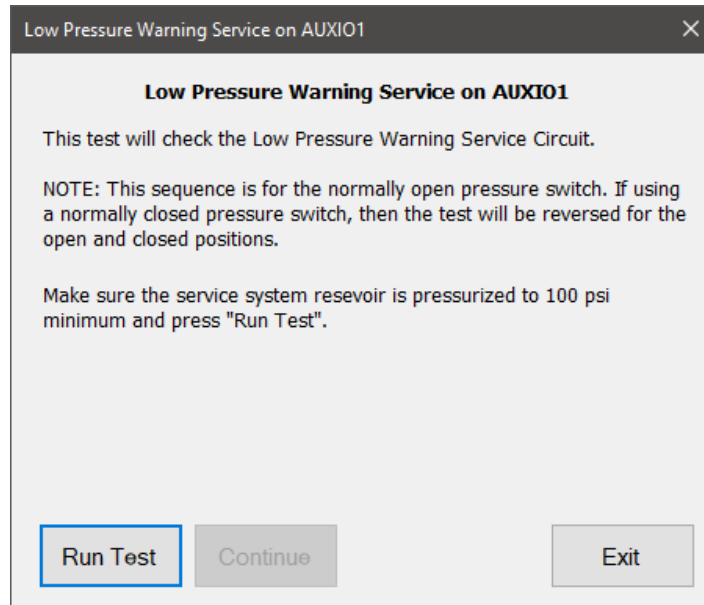 Low Pressure Warning Service on AUXIO1
Low Pressure Warning Service on AUXIO1
This test will check the Low Pressure Warning Service Circuit.
NOTE: This sequence is for the normally open pressure switch. If using
a normally closed pressure switch, then the test will be reversed for the
open and closed positions.
Make sure the service system resevoir is pressurized to 100 psi
minimum and press "Run Test".
Run Test
Continue
Exit